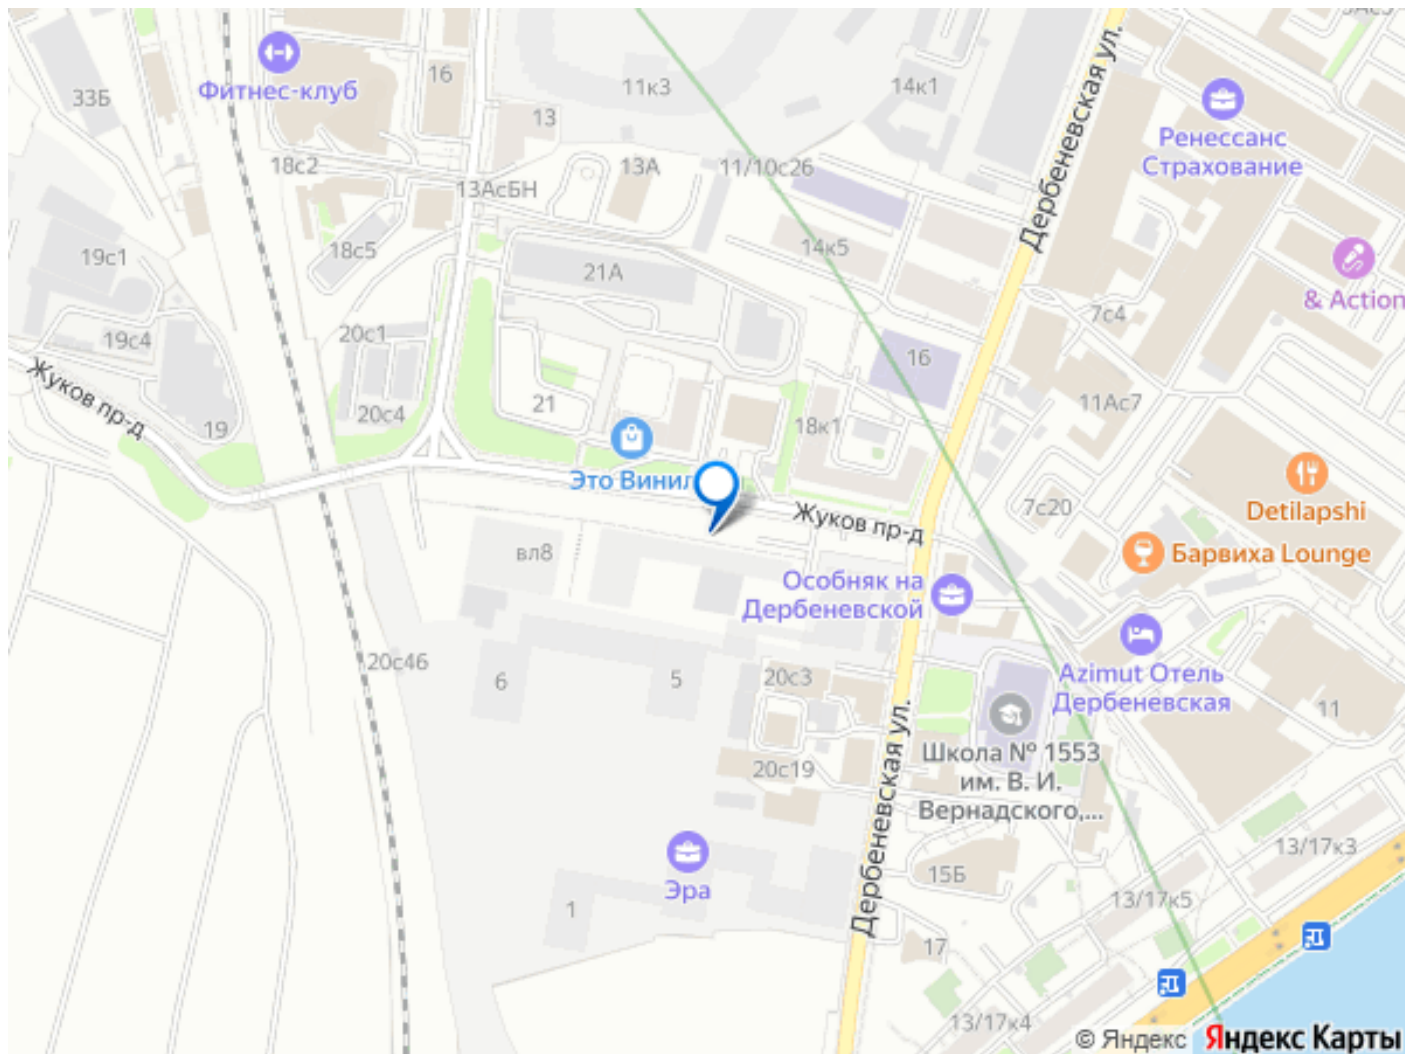 Фитнес-клуб
33Б
16
11к3
14к1
13
18с2
13А
11/10с26
13АсБН
Дербеневская ул.
Ренессанс
Страхование
19с1
18с5
21А
14к5
& Action
7с4
19с4
20с1
16
Жуков пр-д
20с4
21
18к1
11Ас7
19
Это Винил
Detilapshi
7с20
Жуков пр-д
вл8
Барвиха Lounge
Особняк на
Дербеневской
20с46
6
5
20с3
Azimut Отель
Дербеневская
11
Дербеневская ул.
Школа № 1553
им. В. И.
Вернадского,...
20с19
Эра
15Б
13/17к3
13/17к5
1
17
13/17к4
© Яндекс Яндекс Карты